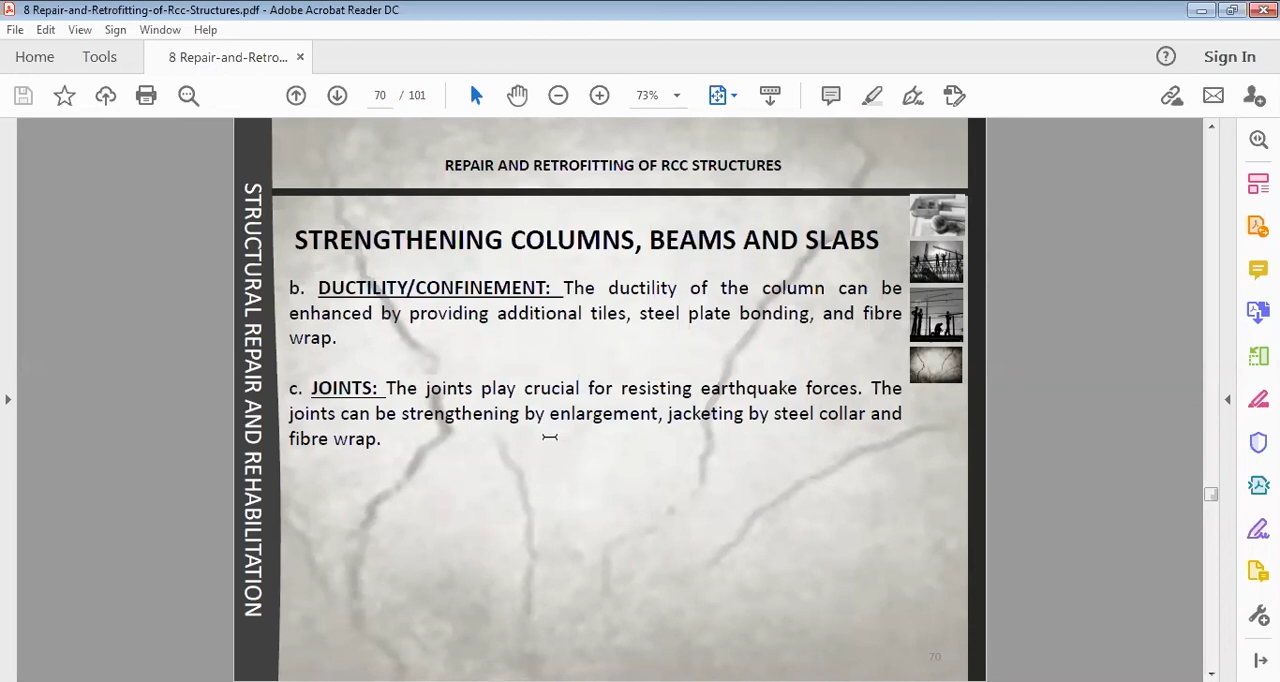 8 Repair-and-Retrofitting-of-Rcc-Structures.pdf - Adobe Acrobat Reader DC
File Edit View Sign Window Help
Home Tools 8 Repair-and-Retro... × Sign In
70 / 101 73%
REPAIR AND RETROFITTING OF RCC STRUCTURES
STRUCTURAL REPAIR AND REHABILITATION
STRENGTHENING COLUMNS, BEAMS AND SLABS
b. DUCTILITY/CONFINEMENT: The ductility of the column can be
enhanced by providing additional tiles, steel plate bonding, and fibre
wrap.
c. JOINTS: The joints play crucial for resisting earthquake forces. The
joints can be strengthening by enlargement, jacketing by steel collar and
fibre wrap.
70